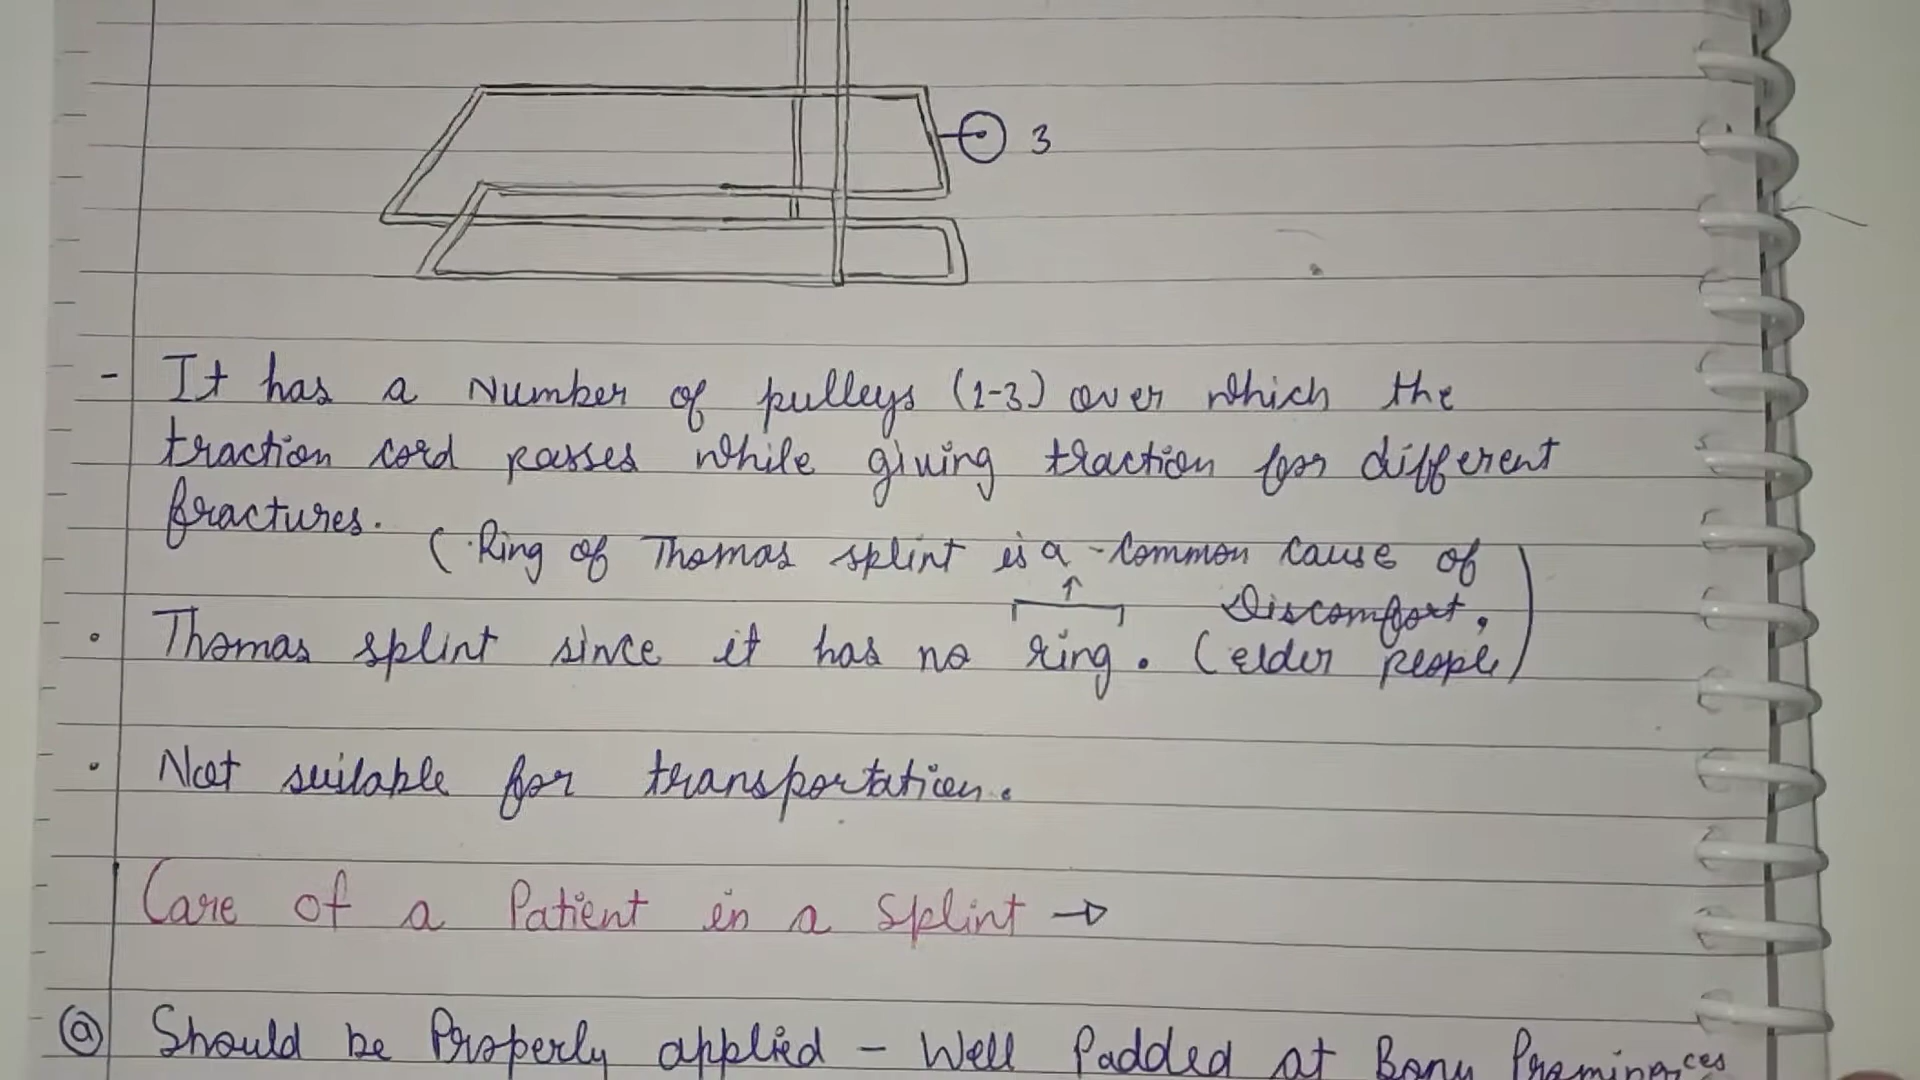 3
- It has a Number of pulleys (1-3) over which the
traction cord passes while giving traction for different
fractures.
( Ring of Thomas splint is a common cause of
Discomfort.
• Thomas splint since it has no ring. (elder people)
• Not suitable for transportation.
Care of a Patient in a Splint →
(a) Should be Properly applied - Well Padded at Bony Prominences